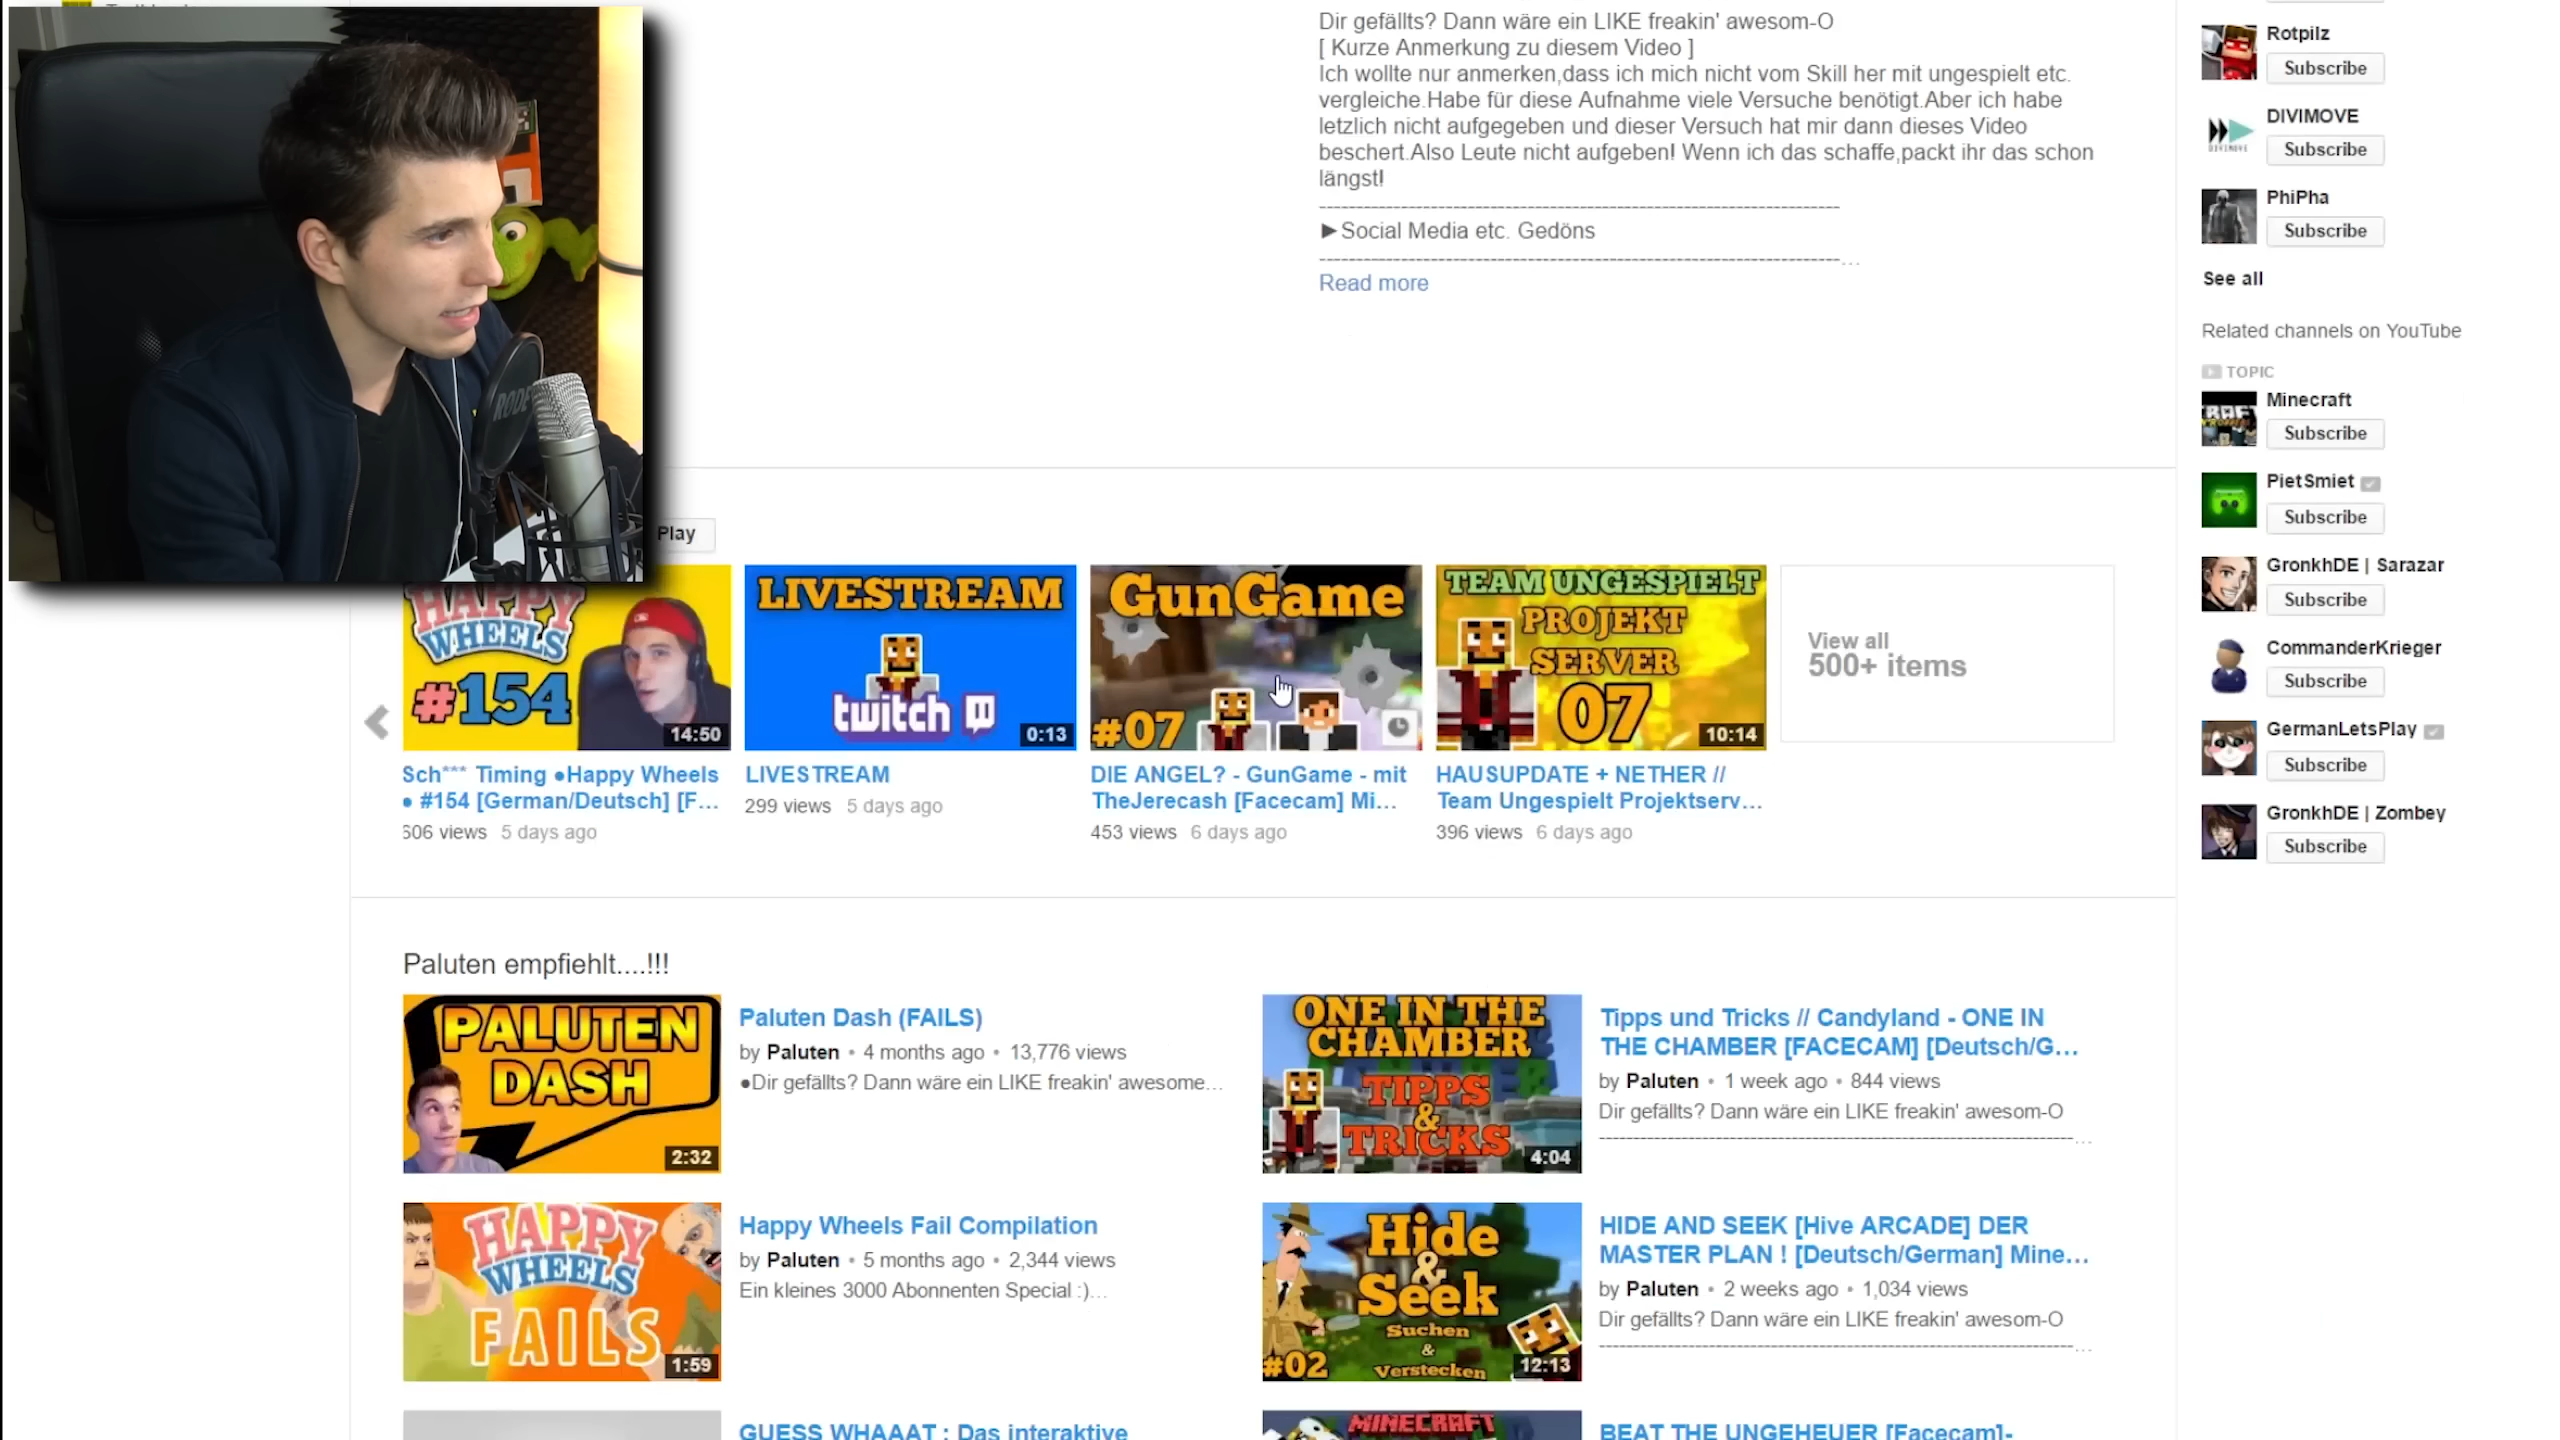 Dir gefällts? Dann wäre ein LIKE freakin' awesom-O
[ Kurze Anmerkung zu diesem Video ]
Ich wollte nur anmerken,dass ich mich nicht vom Skill her mit ungespielt etc.
vergleiche.Habe für diese Aufnahme viele Versuche benötigt.Aber ich habe
letzlich nicht aufgegeben und dieser Versuch hat mir dann dieses Video
beschert.Also Leute nicht aufgeben! Wenn ich das schaffe,packt ihr das schon
längst!
--------------------------------------------------------------------------------
►Social Media etc. Gedöns
--------------------------------------------------------------------------------...
Read more
Rotpilz
Subscribe
DIVIMOVE
Subscribe
PhiPha
Subscribe
See all
Related channels on YouTube
TOPIC
Minecraft
Subscribe
PietSmiet
Subscribe
GronkhDE | Sarazar
Subscribe
CommanderKrieger
Subscribe
GermanLetsPlay
Subscribe
GronkhDE | Zombey
Subscribe
RODE
Play
HAPPY
WHEELS
#154
14:50
Sch*** Timing ●Happy Wheels
● #154 [German/Deutsch] [F...
606 views 5 days ago
LIVESTREAM
twitch
0:13
LIVESTREAM
299 views 5 days ago
GunGame
#07
DIE ANGEL? - GunGame - mit
TheJerecash [Facecam] Mi...
453 views 6 days ago
TEAM UNGESPIELT
PROJEKT
SERVER
07
10:14
HAUSUPDATE + NETHER //
Team Ungespielt Projektserv...
396 views 6 days ago
View all
500+ items
Paluten empfiehlt....!!!
PALUTEN
DASH
2:32
Paluten Dash (FAILS)
by Paluten • 4 months ago • 13,776 views
●Dir gefällts? Dann wäre ein LIKE freakin' awesome...
ONE IN THE
CHAMBER
TIPPS
&
TRICKS
4:04
Tipps und Tricks // Candyland - ONE IN
THE CHAMBER [FACECAM] [Deutsch/G...
by Paluten • 1 week ago • 844 views
Dir gefällts? Dann wäre ein LIKE freakin' awesom-O
--------------------------------------------------------------------------------...
HAPPY
WHEELS
FAILS
1:59
Happy Wheels Fail Compilation
by Paluten • 5 months ago • 2,344 views
Ein kleines 3000 Abonnenten Special :)...
Hide
&
Seek
Suchen
&
Verstecken
#02
12:13
HIDE AND SEEK [Hive ARCADE] DER
MASTER PLAN ! [Deutsch/German] Mine...
by Paluten • 2 weeks ago • 1,034 views
Dir gefällts? Dann wäre ein LIKE freakin' awesom-O
--------------------------------------------------------------------------------...
GUESS WHAAAT : Das interaktive
MINECRAFT
BEAT THE UNGEHEUER [Facecam]-